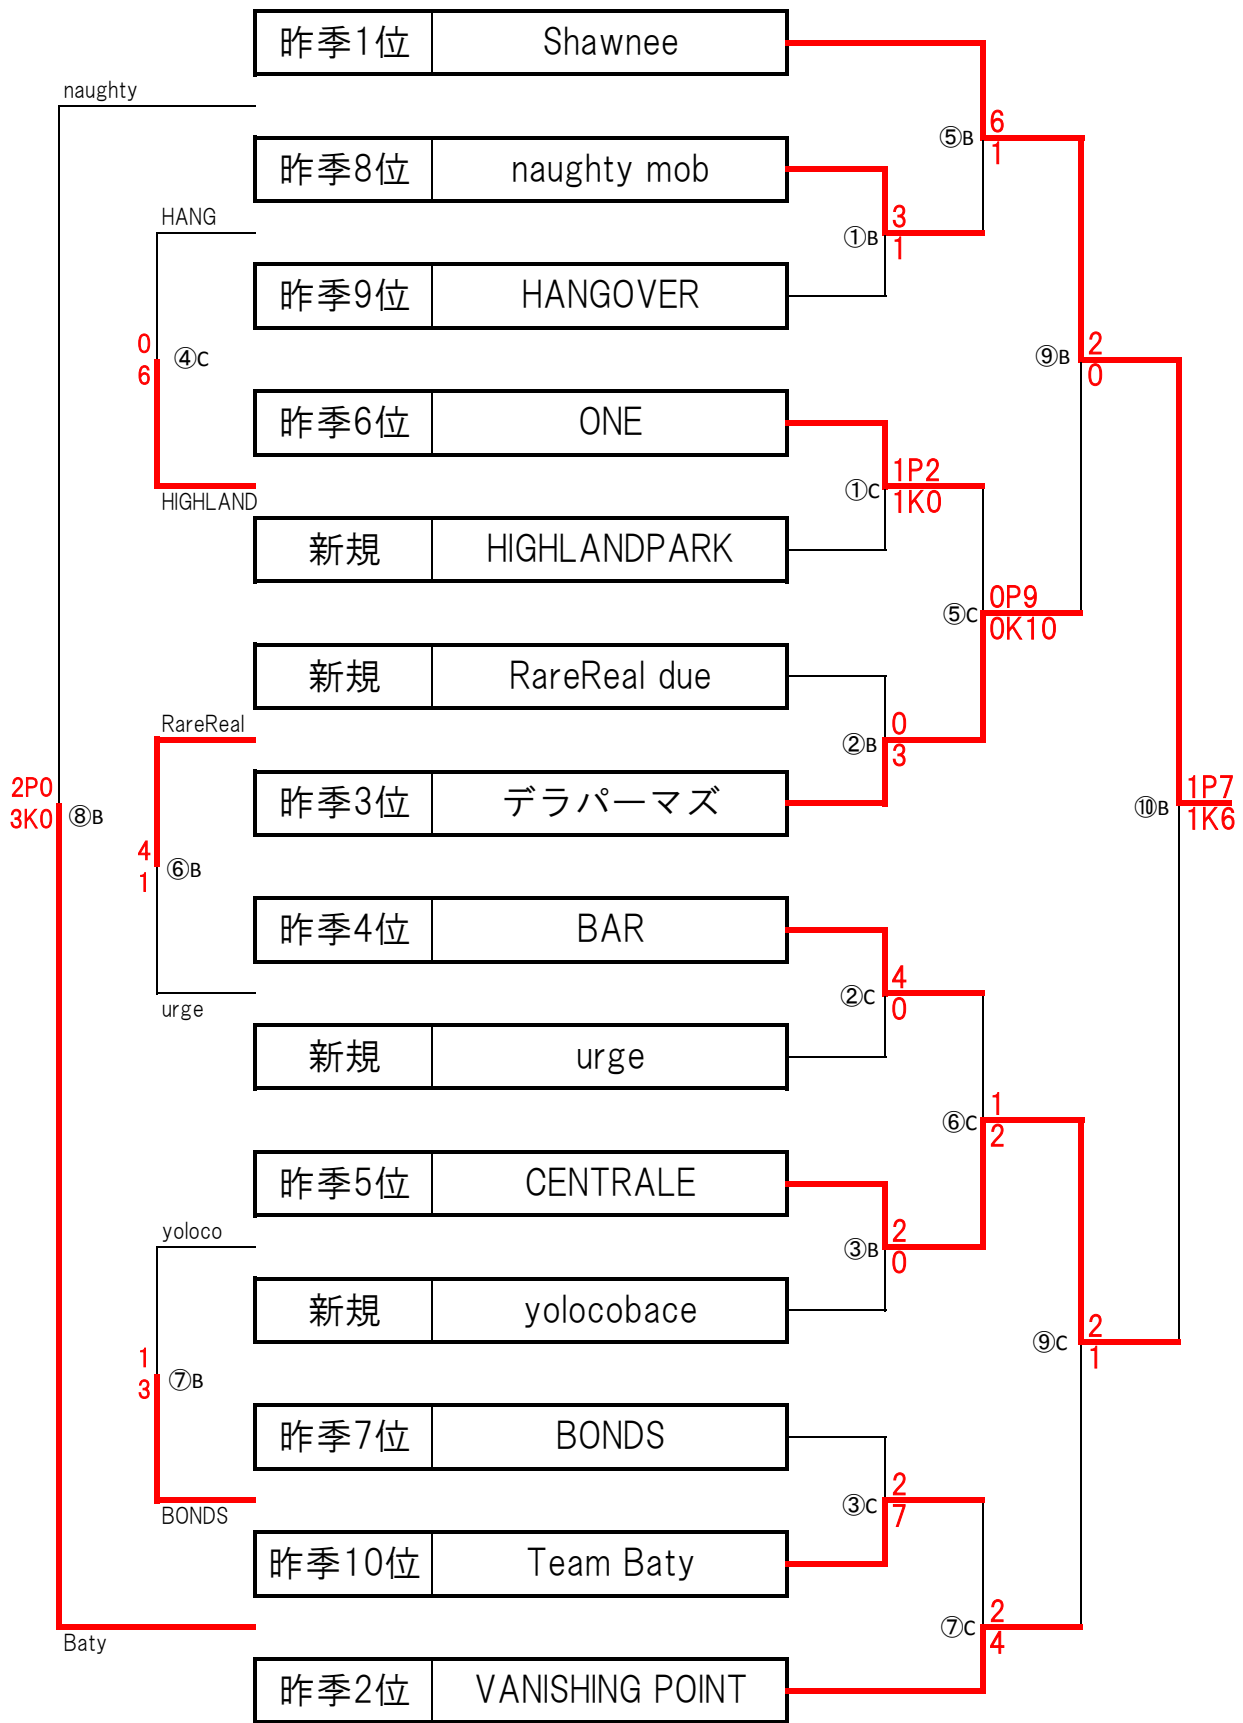 昨季1位 Shawnee
naughty
⑤B 6
1
昨季8位 naughty mob
HANG
①B 3
1
昨季9位 HANGOVER
0
6 ④C
⑨B 2
0
昨季6位 ONE
①C 1P2
1K0
HIGHLAND
新規 HIGHLANDPARK
⑤C 0P9
0K10
新規 RareReal due
RareReal
②B 0
3
2P0
3K0 ⑧B
昨季3位 デラパーマズ
⑩B 1P7
1K6
4
1 ⑥B
昨季4位 BAR
②C 4
0
urge
新規 urge
⑥C 1
2
昨季5位 CENTRALE
yoloco
③B 2
0
新規 yolocobace
⑨C 2
1
1
3 ⑦B
昨季7位 BONDS
③C 2
7
BONDS
昨季10位 Team Baty
⑦C 2
4
Baty
昨季2位 VANISHING POINT